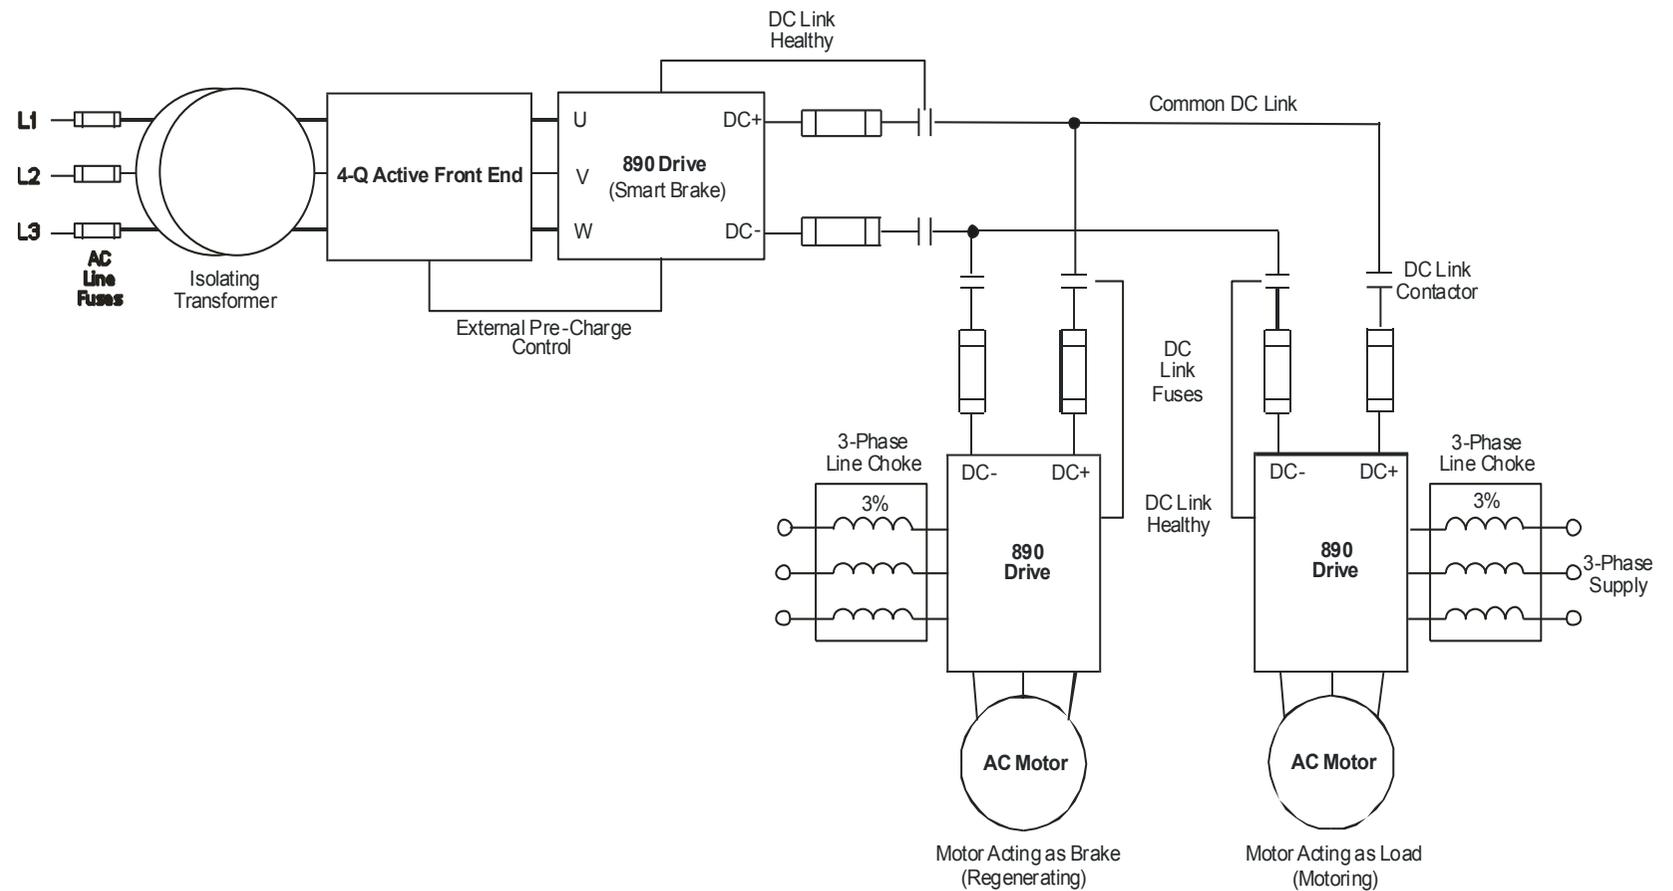 DC Link
Healthy
Common DC Link
L1
L2
L3
AC
Line
Fuses
Isolating
Transformer
4-Q Active Front End
U
V
W
890 Drive
(Smart Brake)
DC+
DC-
External Pre-Charge
Control
DC Link
Contactor
DC
Link
Fuses
3-Phase
Line Choke
3%
DC-
DC+
890
Drive
DC Link
Healthy
DC-
DC+
890
Drive
3-Phase
Line Choke
3%
3-Phase
Supply
AC Motor
AC Motor
Motor Acting as Brake
(Regenerating)
Motor Acting as Load
(Motoring)